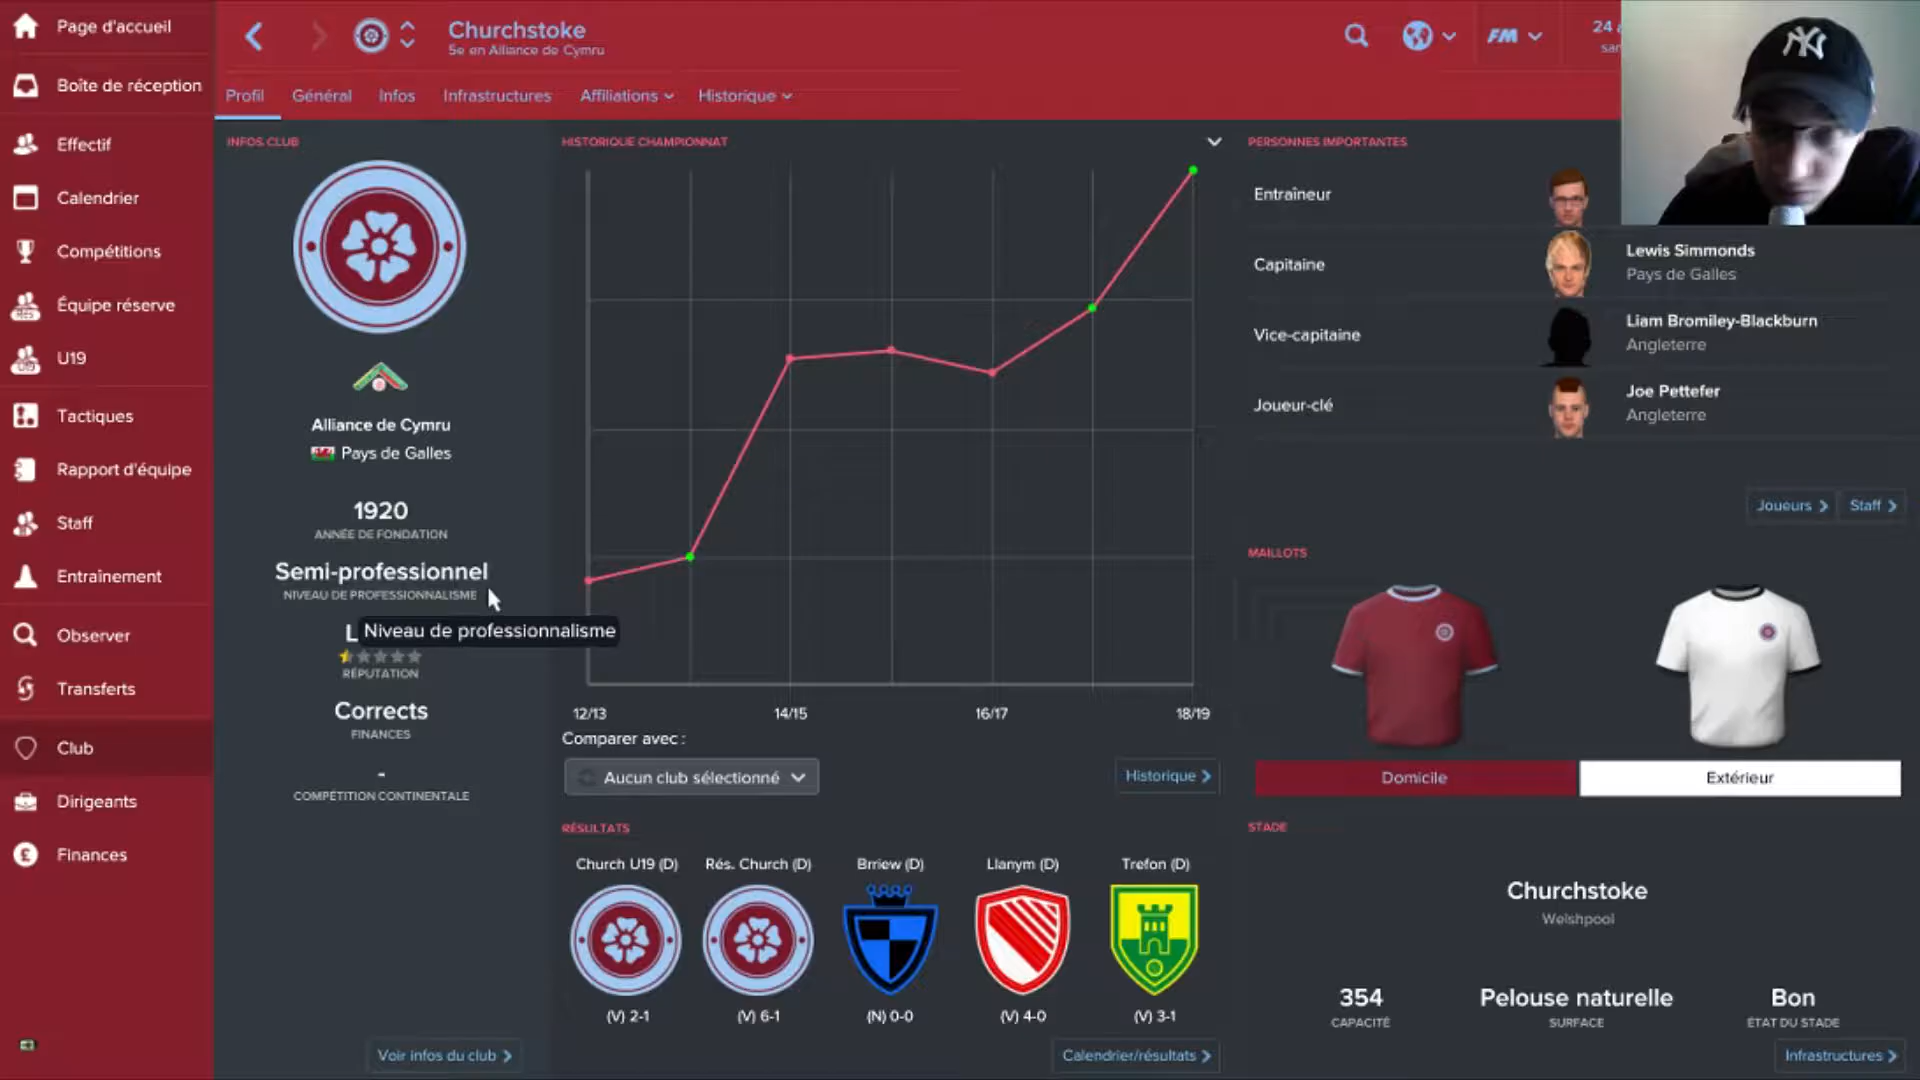 Page d'accueil
Boîte de réception
Effectif
Calendrier
Compétitions
Équipe réserve
U19
Tactiques
Rapport d'équipe
Staff
Entraînement
Observer
Transferts
Club
Dirigeants
Finances
Churchstoke
5e en Alliance de Cymru
FM
24 a
sam
Profil
Général
Infos
Infrastructures
Affiliations
Historique
INFOS CLUB
Alliance de Cymru
Pays de Galles
1920
ANNÉE DE FONDATION
Semi-professionnel
NIVEAU DE PROFESSIONNALISME
L
Niveau de professionnalisme
RÉPUTATION
Corrects
FINANCES
-
COMPÉTITION CONTINENTALE
Voir infos du club
HISTORIQUE CHAMPIONNAT
12/13
14/15
16/17
18/19
Comparer avec :
Aucun club sélectionné
Historique
RÉSULTATS
Church U19 (D)
Rés. Church (D)
Brriew (D)
Llanym (D)
Trefon (D)
(V) 2-1
(V) 6-1
(N) 0-0
(V) 4-0
(V) 3-1
Calendrier/résultats
PERSONNES IMPORTANTES
Entraîneur
Capitaine
Lewis Simmonds
Pays de Galles
Vice-capitaine
Liam Bromiley-Blackburn
Angleterre
Joueur-clé
Joe Pettefer
Angleterre
Joueurs
Staff
MAILLOTS
Domicile
Extérieur
STADE
Churchstoke
Welshpool
354
CAPACITÉ
Pelouse naturelle
SURFACE
Bon
ÉTAT DU STADE
Infrastructures